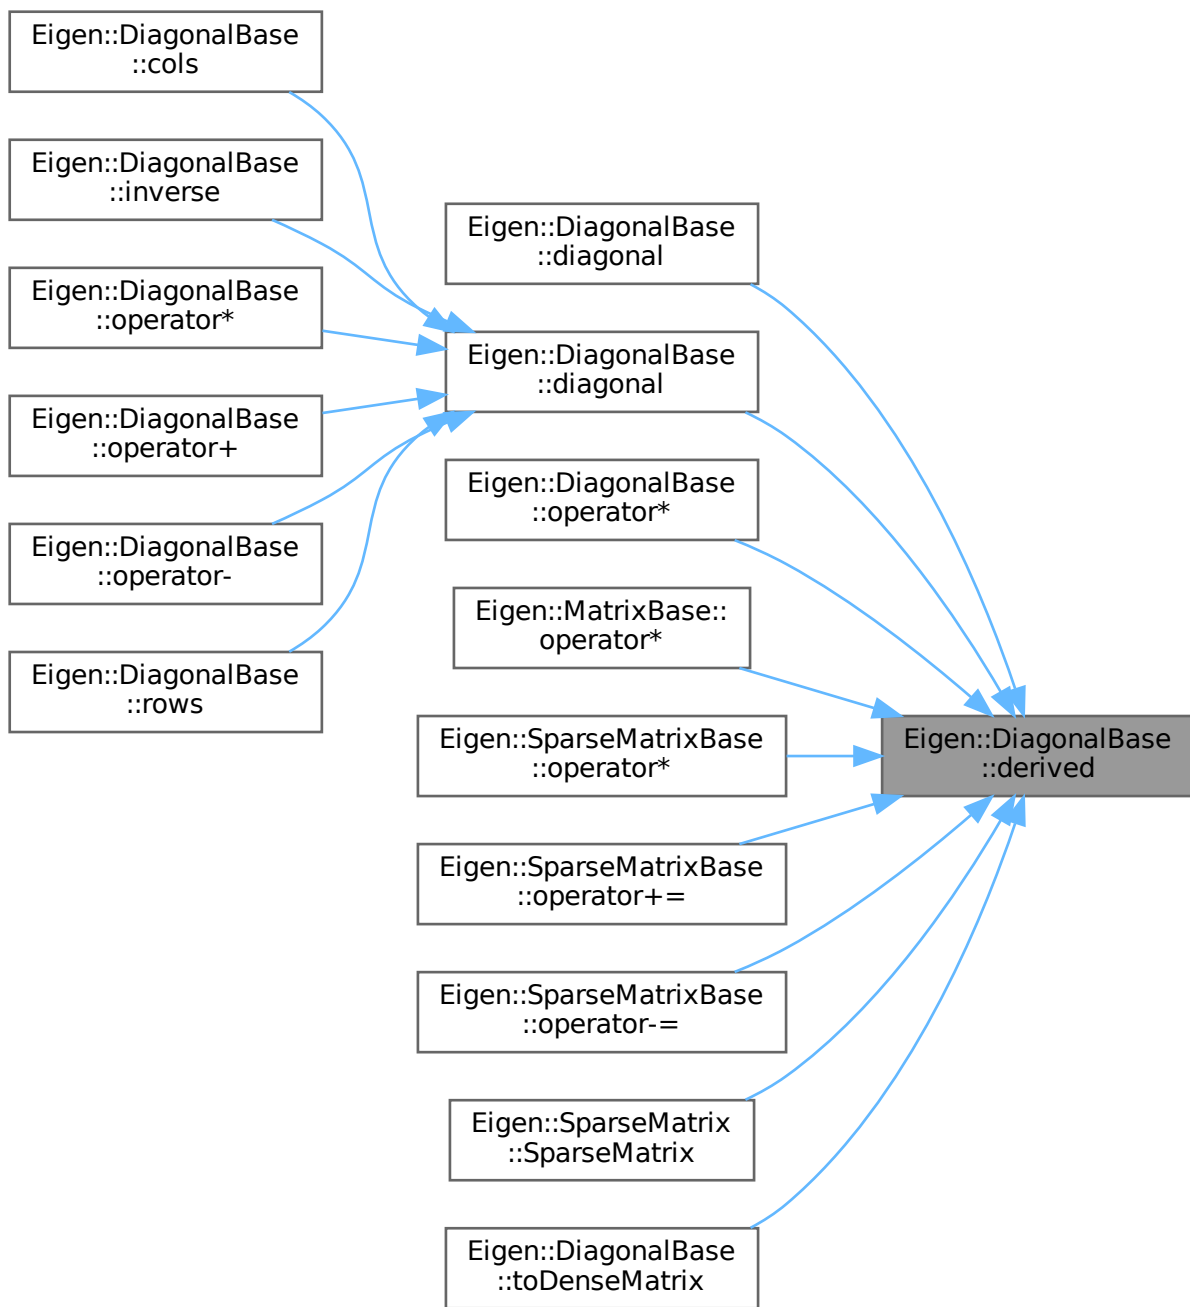 Eigen::DiagonalBase
::cols
Eigen::DiagonalBase
::inverse
Eigen::DiagonalBase
::operator*
Eigen::DiagonalBase
::operator+
Eigen::DiagonalBase
::operator-
Eigen::DiagonalBase
::rows
Eigen::DiagonalBase
::diagonal
Eigen::DiagonalBase
::diagonal
Eigen::DiagonalBase
::operator*
Eigen::MatrixBase::
operator*
Eigen::SparseMatrixBase
::operator*
Eigen::SparseMatrixBase
::operator+=
Eigen::SparseMatrixBase
::operator-=
Eigen::SparseMatrix
::SparseMatrix
Eigen::DiagonalBase
::toDenseMatrix
Eigen::DiagonalBase
::derived